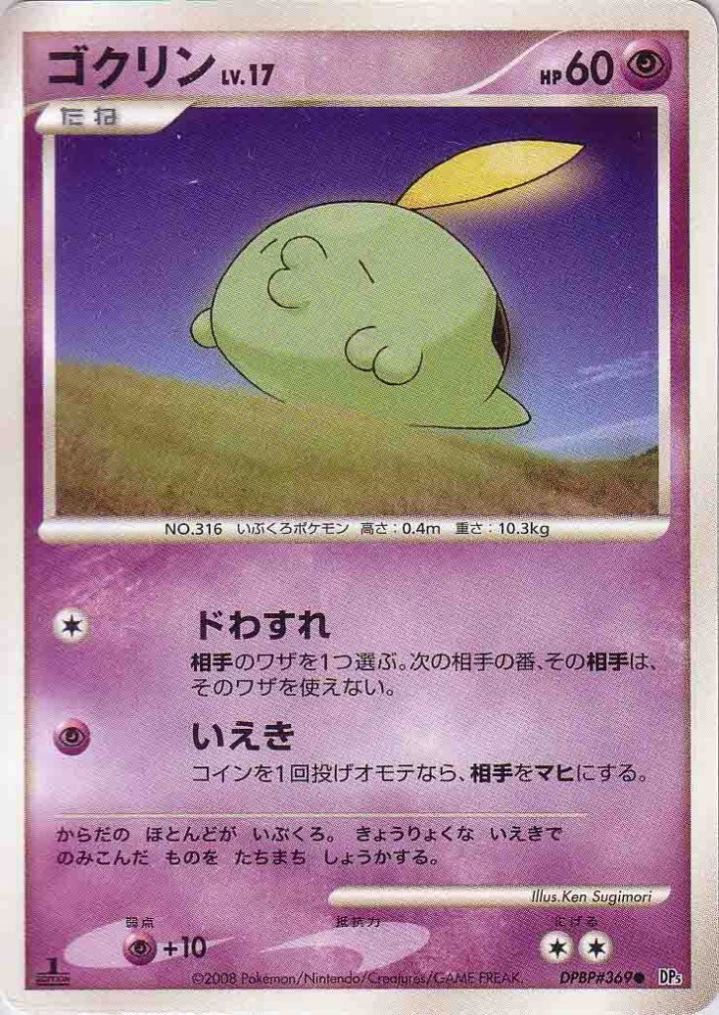 ゴクリン LV.17 HP60
たね
NO.316 いぶくろポケモン 高さ:0.4m 重さ:10.3kg
ドわすれ
相手のワザを1つ選ぶ。次の相手の番、その相手は、
そのワザを使えない。
いえき
コインを1回投げオモテなら、相手をマヒにする。
からだの ほとんどが いぶくろ。 きょうりょくな いえきで
のみこんだ ものを たちまち しょうかする。
Illus.Ken Sugimori
弱点 抵抗力 にげる
+10
1 EDITION ©2008 Pokémon/Nintendo/Creatures/GAME FREAK. DPBP#369 DP5